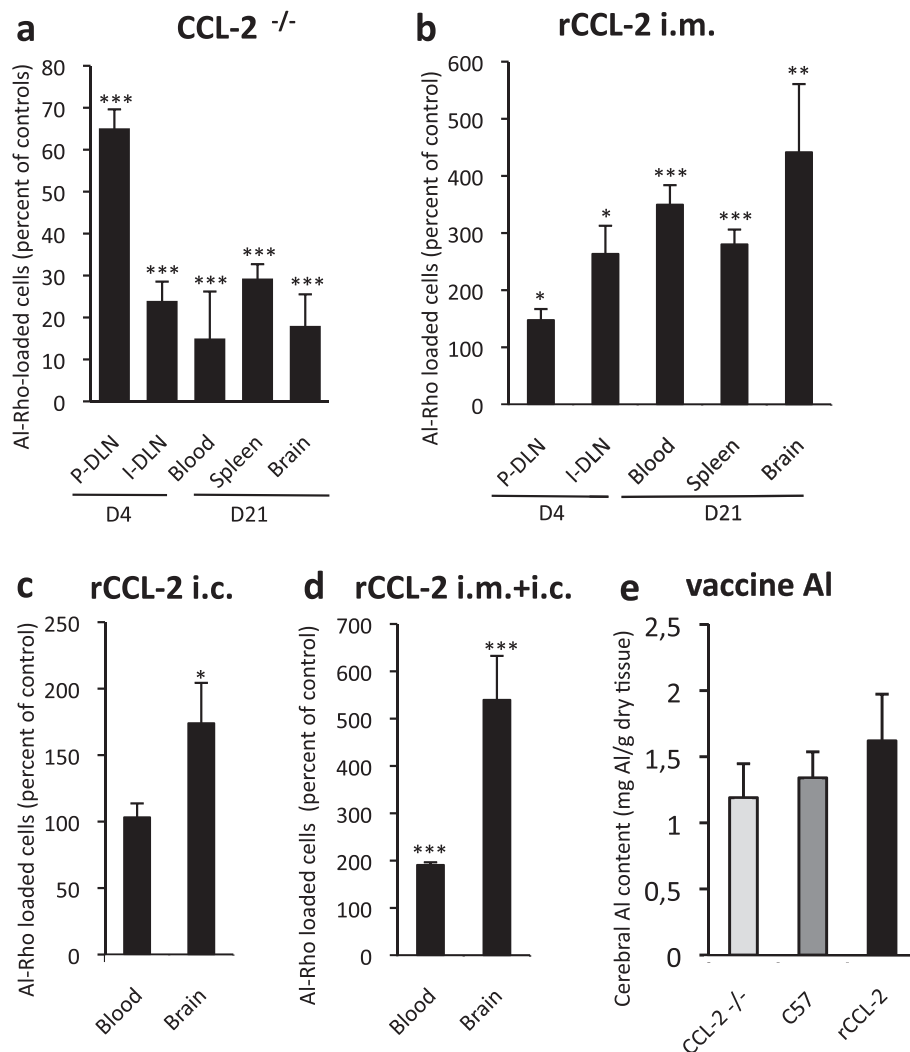 a CCL-2 -/-
Al-Rho-loaded cells (percent of controls)
80
70
60
50
40
30
20
10
0
***
***
***
***
***
P-DLN
I-DLN
Blood
Spleen
Brain
D4
D21
b rCCL-2 i.m.
Al-Rho loaded cells (percent of control)
600
500
400
300
200
100
0
*
*
***
***
**
P-DLN
I-DLN
Blood
Spleen
Brain
D4
D21
c rCCL-2 i.c.
Al-Rho loaded cells (percent of control)
250
200
150
100
50
0
*
Blood
Brain
d rCCL-2 i.m.+i.c.
Al-Rho loaded cells (percent of control)
700
600
500
400
300
200
100
0
***
***
Blood
Brain
e vaccine Al
Cerebral Al content (mg Al/g dry tissue)
2,5
2
1,5
1
0,5
0
CCL-2 -/-
C57
rCCL-2